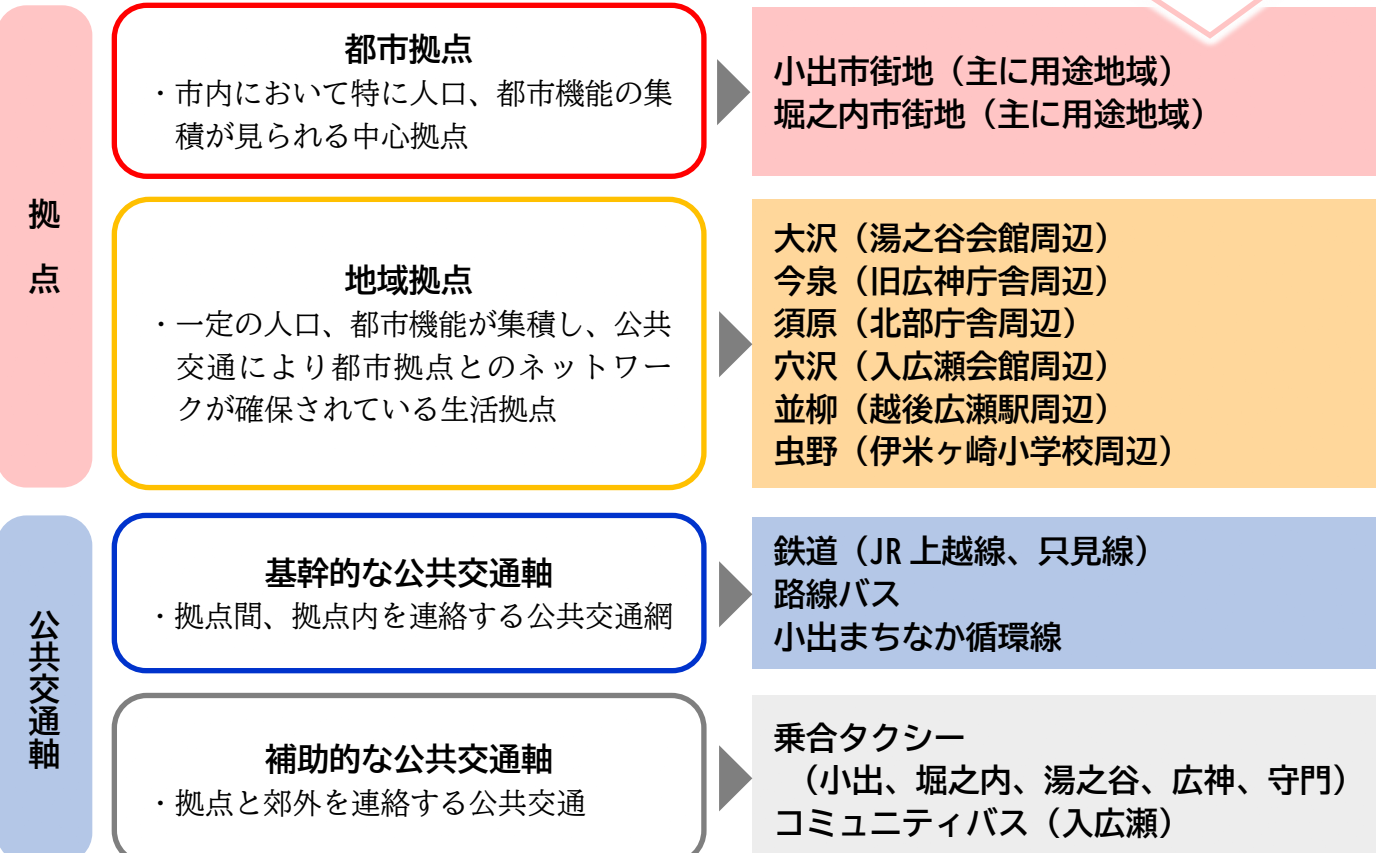 拠点
都市拠点
・市内において特に人口、都市機能の集
積が見られる中心拠点
小出市街地（主に用途地域）
堀之内市街地（主に用途地域）
地域拠点
・一定の人口、都市機能が集積し、公共
交通により都市拠点とのネットワー
クが確保されている生活拠点
大沢（湯之谷会館周辺）
今泉（旧広神庁舎周辺）
須原（北部庁舎周辺）
穴沢（入広瀬会館周辺）
並柳（越後広瀬駅周辺）
虫野（伊米ヶ崎小学校周辺）
公共交通軸
基幹的な公共交通軸
・拠点間、拠点内を連絡する公共交通網
鉄道（JR 上越線、只見線）
路線バス
小出まちなか循環線
補助的な公共交通軸
・拠点と郊外を連絡する公共交通
乗合タクシー
（小出、堀之内、湯之谷、広神、守門）
コミュニティバス（入広瀬）